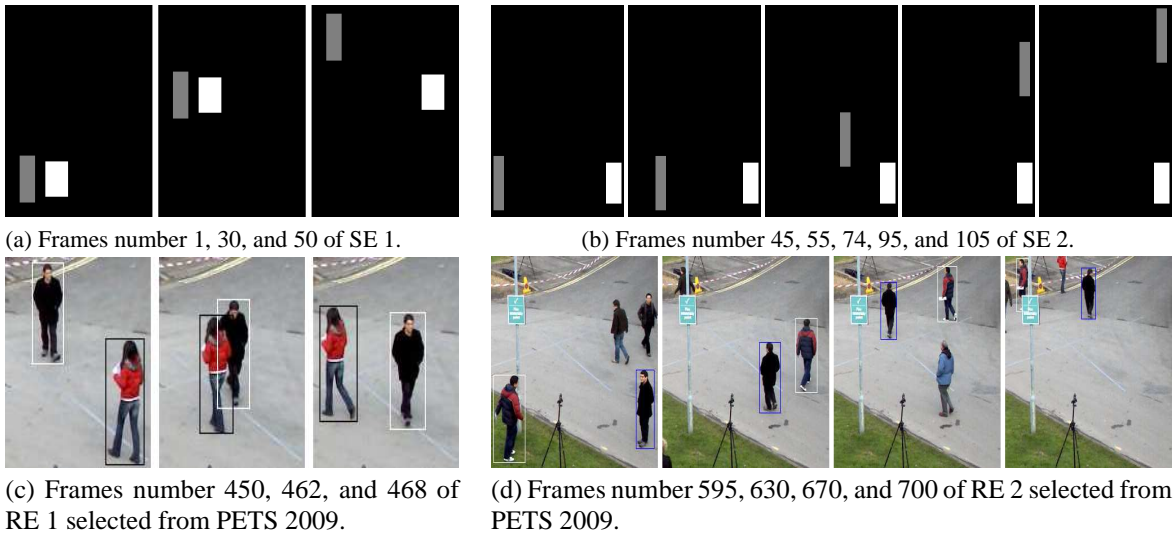 (a) Frames number 1, 30, and 50 of SE 1.
(b) Frames number 45, 55, 74, 95, and 105 of SE 2.
(c) Frames number 450, 462, and 468 of
RE 1 selected from PETS 2009.
(d) Frames number 595, 630, 670, and 700 of RE 2 selected from
PETS 2009.